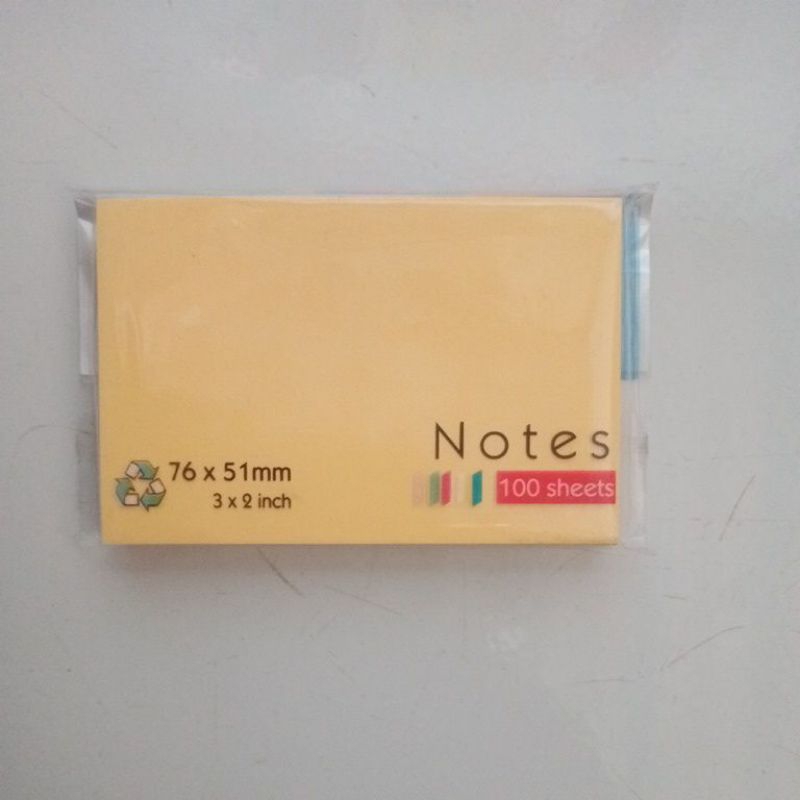 Notes
76 x 51mm
100 sheets
3 x 2 inch